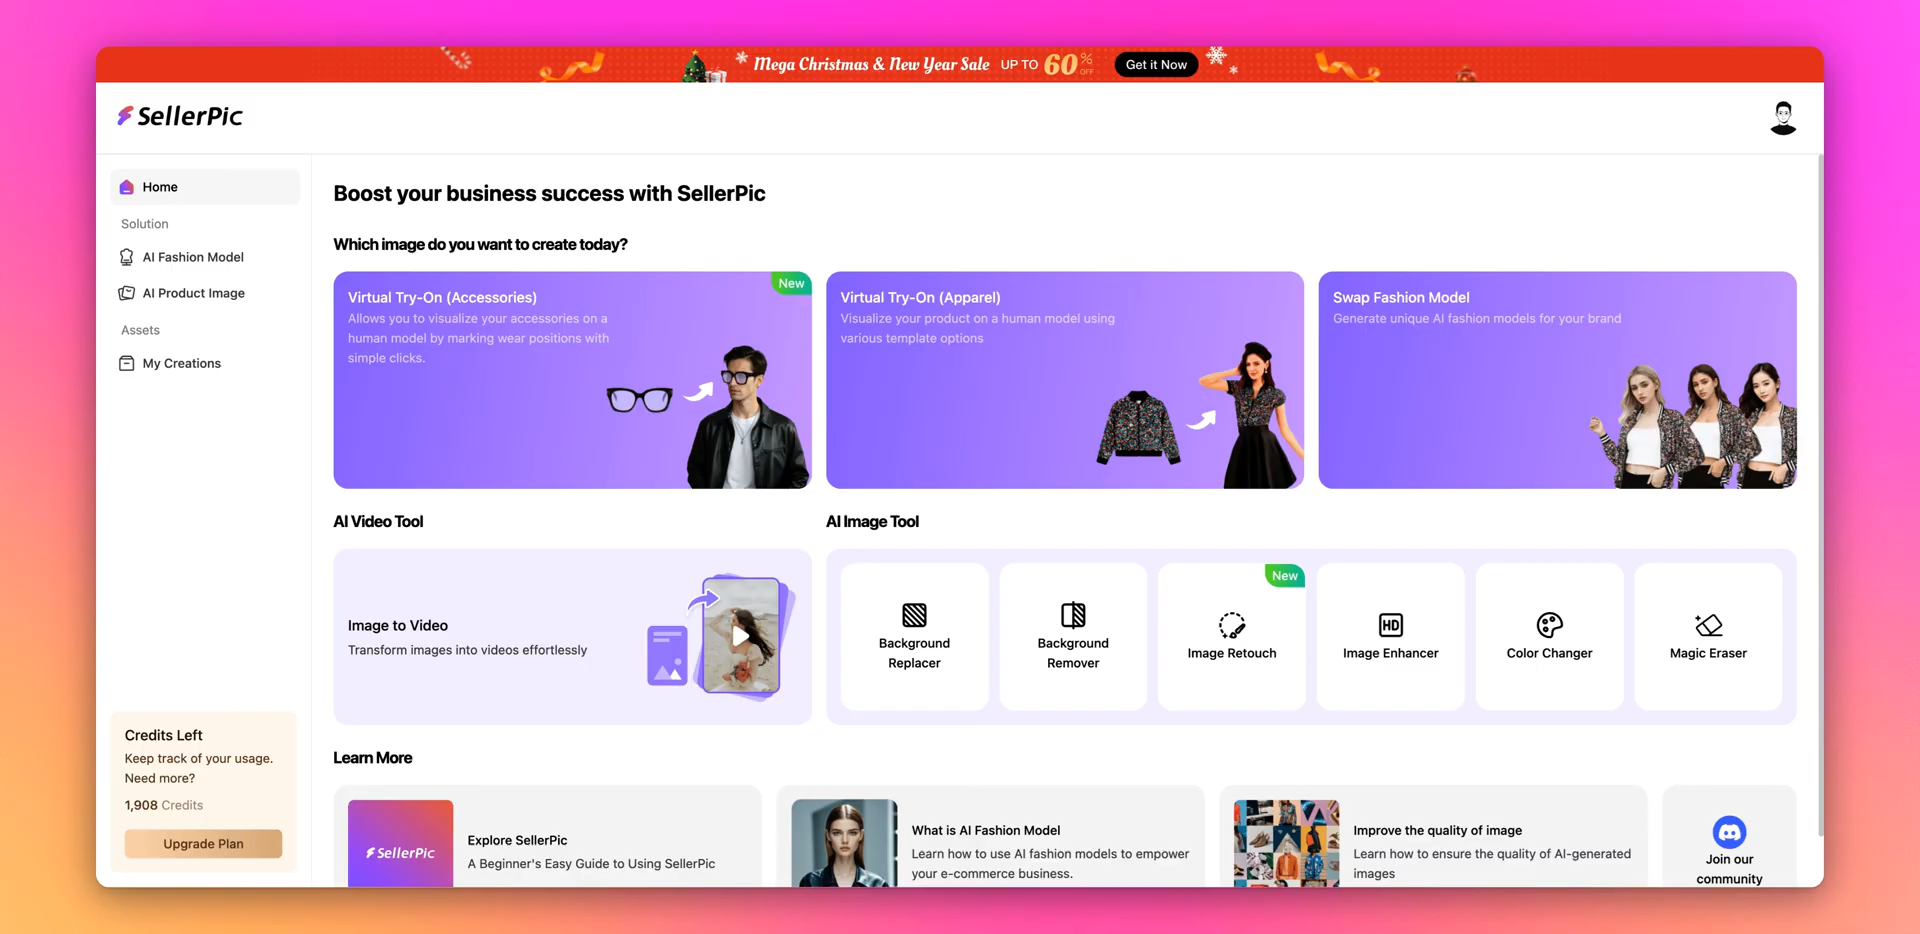 Mega Christmas & New Year Sale UP TO 60% OFF Get it Now
SellerPic
Home
Solution
AI Fashion Model
AI Product Image
Assets
My Creations
Credits Left
Keep track of your usage.
Need more?
1,908 Credits
Upgrade Plan
Boost your business success with SellerPic
Which image do you want to create today?
New
Virtual Try-On (Accessories)
Allows you to visualize your accessories on a
human model by marking wear positions with
simple clicks.
Virtual Try-On (Apparel)
Visualize your product on a human model using
various template options
Swap Fashion Model
Generate unique AI fashion models for your brand
AI Video Tool
Image to Video
Transform images into videos effortlessly
AI Image Tool
Background
Replacer
Background
Remover
New
Image Retouch
HD
Image Enhancer
Color Changer
Magic Eraser
Learn More
SellerPic
Explore SellerPic
A Beginner's Easy Guide to Using SellerPic
What is AI Fashion Model
Learn how to use AI fashion models to empower
your e-commerce business.
Improve the quality of image
Learn how to ensure the quality of AI-generated
images
Join our
community